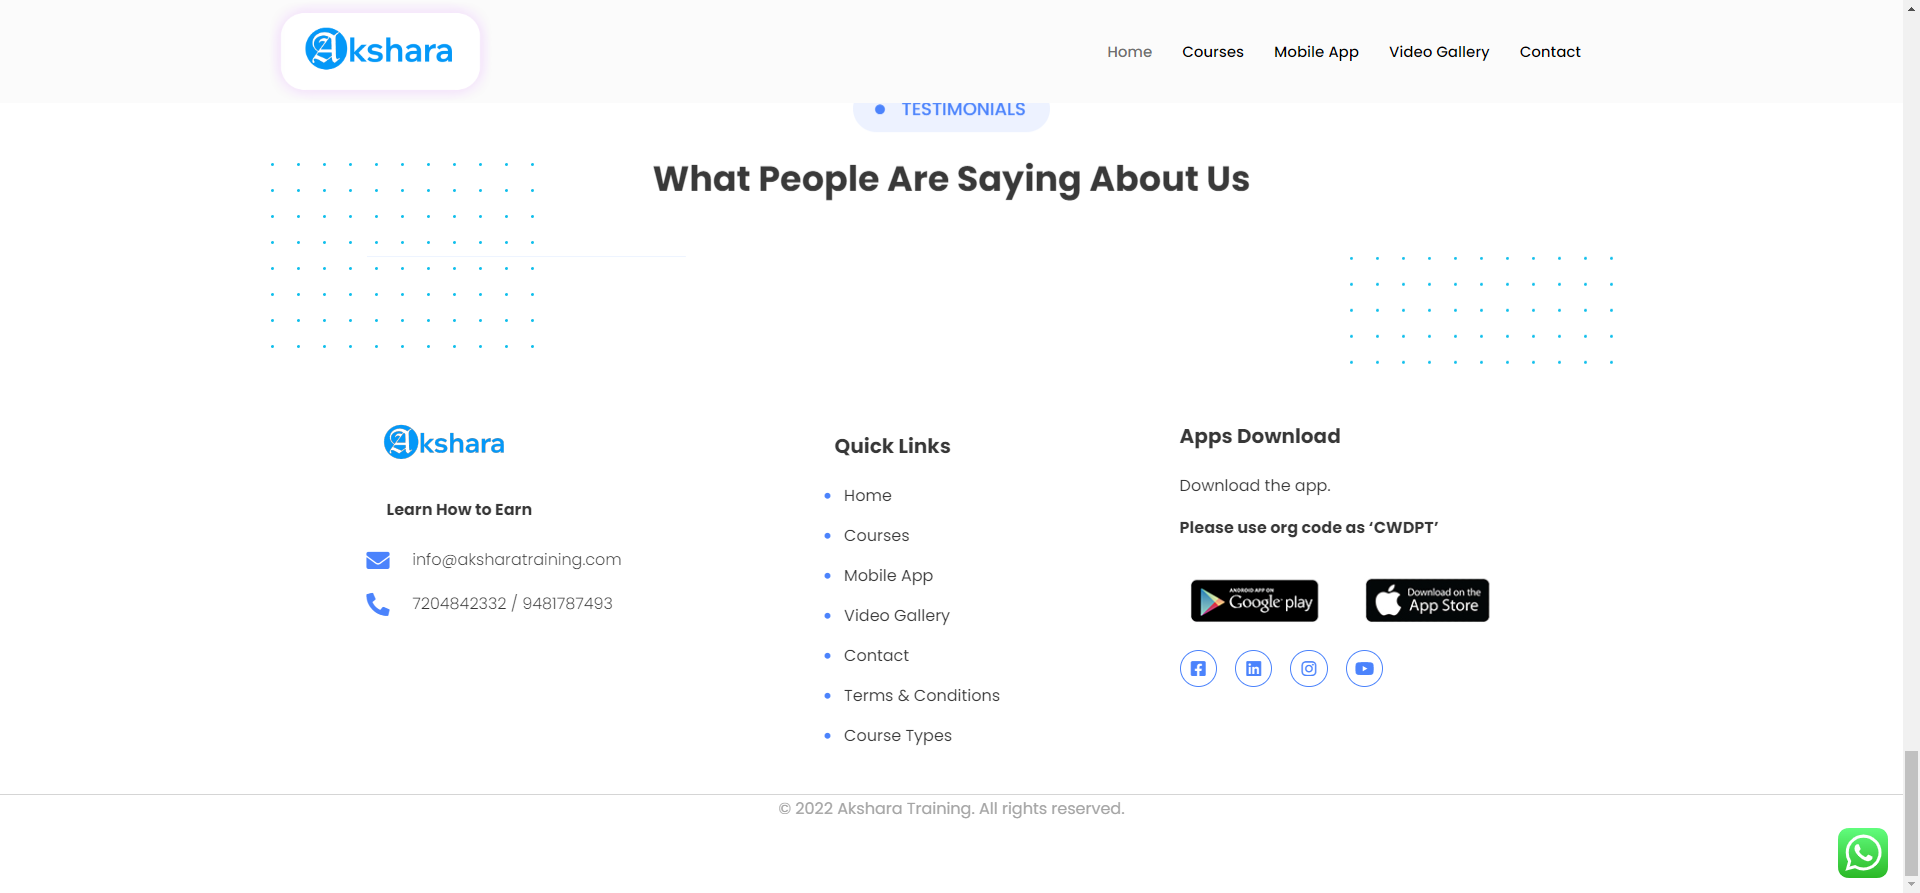 Akshara
Home Courses Mobile App Video Gallery Contact
TESTIMONIALS
What People Are Saying About Us
Akshara
Learn How to Earn
info@aksharatraining.com
7204842332 / 9481787493
Quick Links
Home
Courses
Mobile App
Video Gallery
Contact
Terms & Conditions
Course Types
Apps Download
Download the app.
Please use org code as ‘CWDPT’
ANDROID APP ON
Google play
Download on the
App Store
© 2022 Akshara Training. All rights reserved.